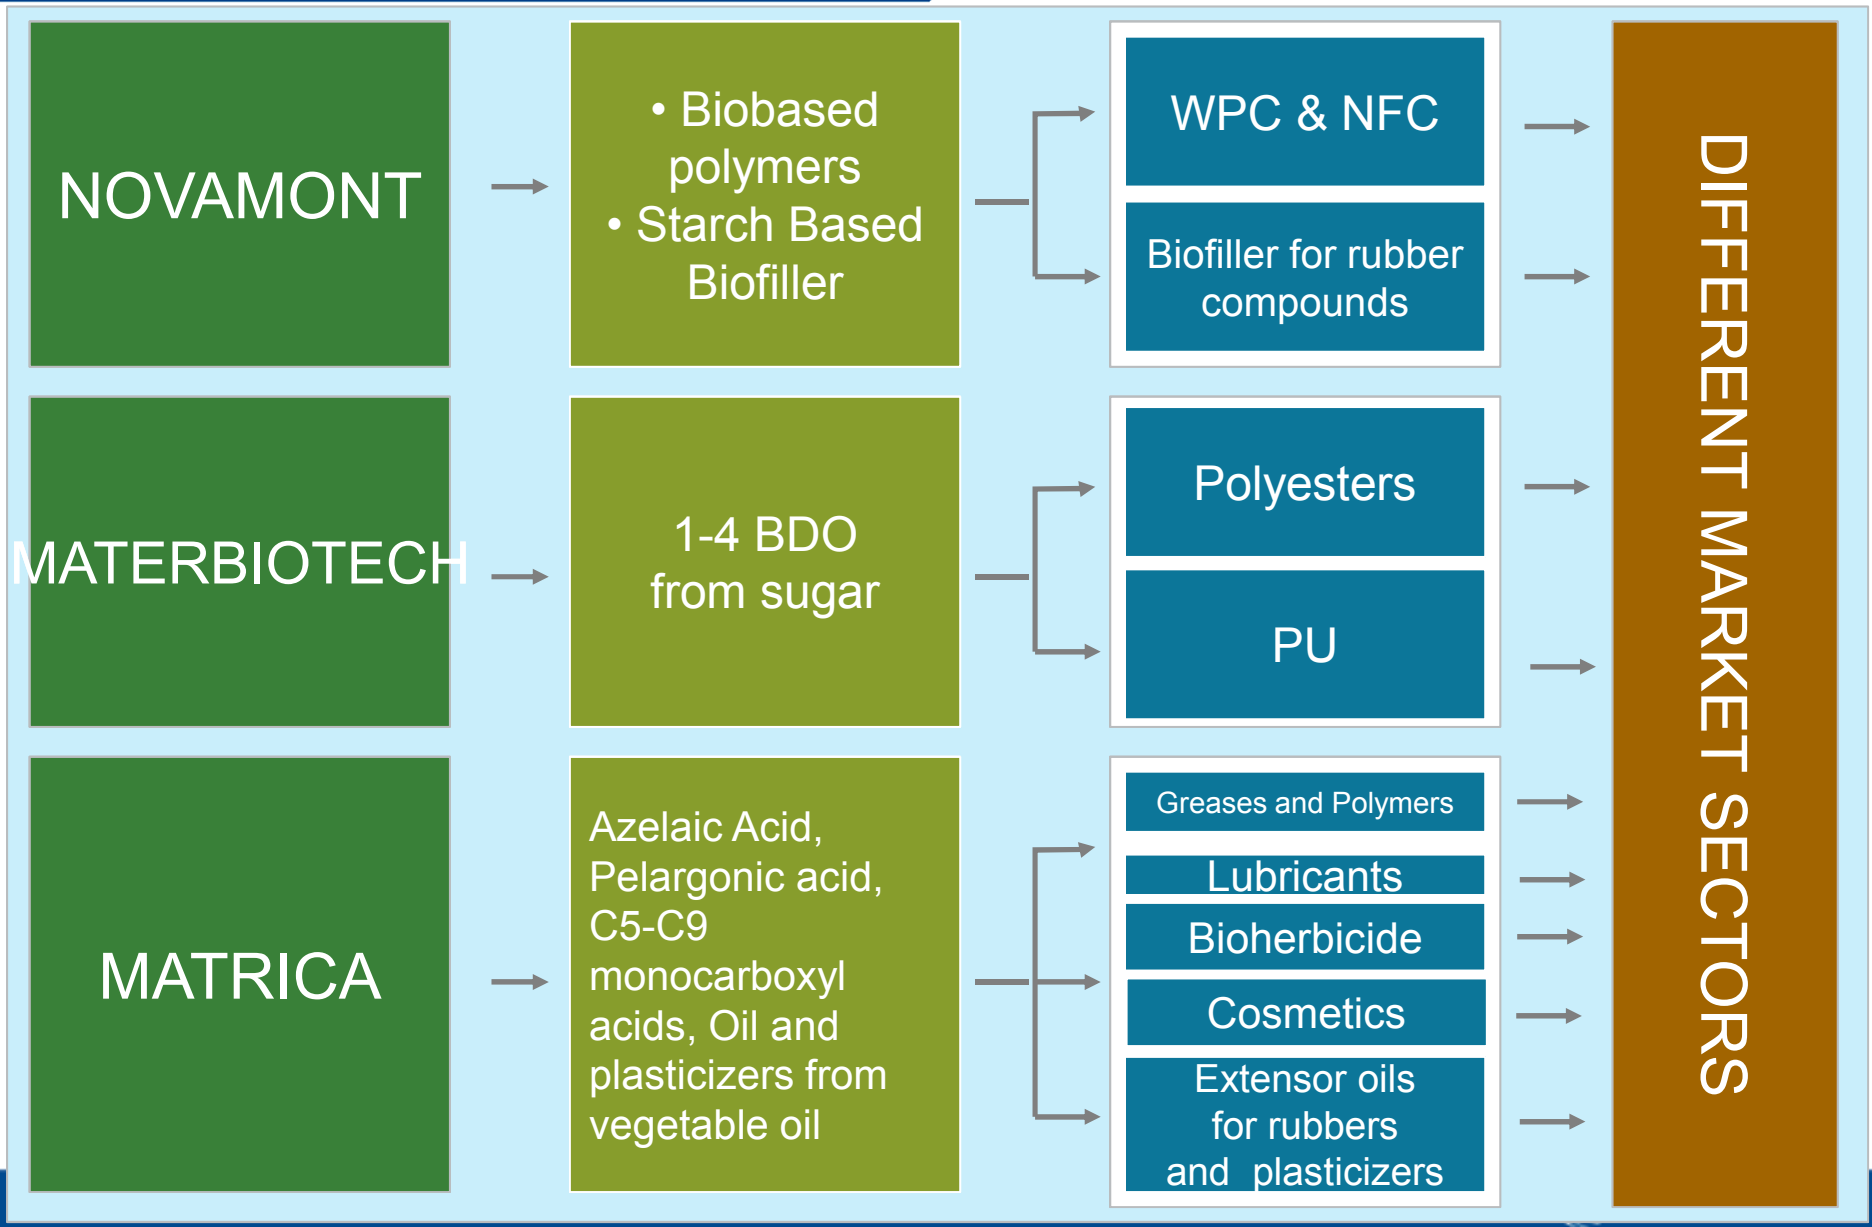 NOVAMONT
• Biobased
polymers
• Starch Based
Biofiller
WPC & NFC
Biofiller for rubber
compounds
MATERBIOTECH
1-4 BDO
from sugar
Polyesters
PU
MATRICA
Azelaic Acid,
Pelargonic acid,
C5-C9
monocarboxyl
acids, Oil and
plasticizers from
vegetable oil
Greases and Polymers
Lubricants
Bioherbicide
Cosmetics
Extensor oils
for rubbers
and plasticizers
DIFFERENT MARKET SECTORS